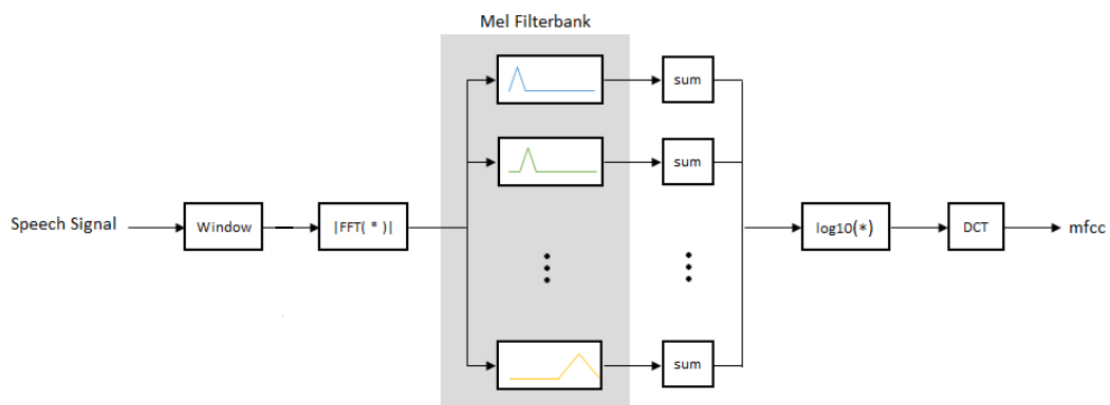 Mel Filterbank
sum
sum
Speech Signal
Window
|FFT( * )|
log10(*)
DCT
mfcc
sum